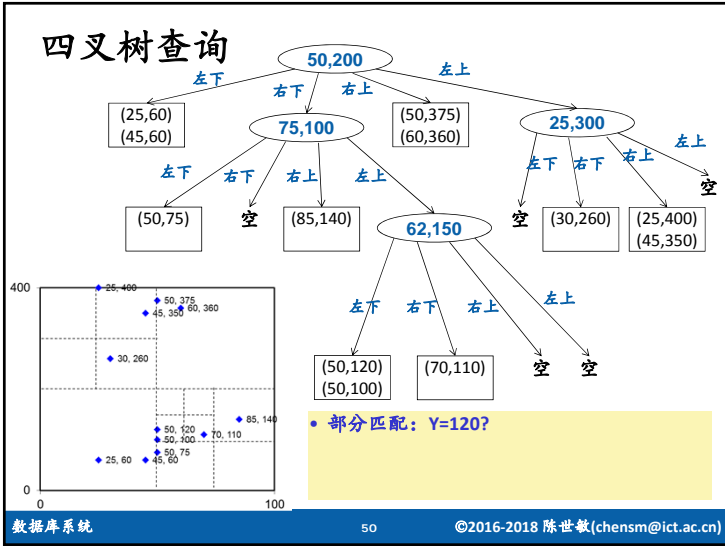 四叉树查询
50,200
左下
右下
右上
左上
(25,60)
(45,60)
75,100
(50,375)
(60,360)
25,300
左下
右下
右上
左上
左下
右下
右上
左上
空
(50,75)
空
(85,140)
62,150
空
(30,260)
(25,400)
(45,350)
左下
右下
右上
左上
(50,120)
(50,100)
(70,110)
空
空
400
25, 400
50, 375
45, 350
60, 360
30, 260
50, 120
85, 140
50, 100
70, 110
50, 75
25, 60
45, 60
0
0
100
• 部分匹配：Y=120?
数据库系统
50
©2016-2018 陈世敏(chensm@ict.ac.cn)